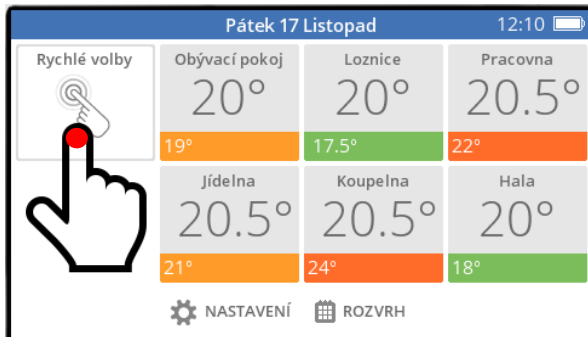 Pátek 17 Listopad 12:10
Rychlé volby
Obývací pokoj
20°
19°
Loznice
20°
17.5°
Pracovna
20.5°
22°
Jídelna
20.5°
21°
Koupelna
20.5°
24°
Hala
20°
18°
NASTAVENÍ ROZVRH